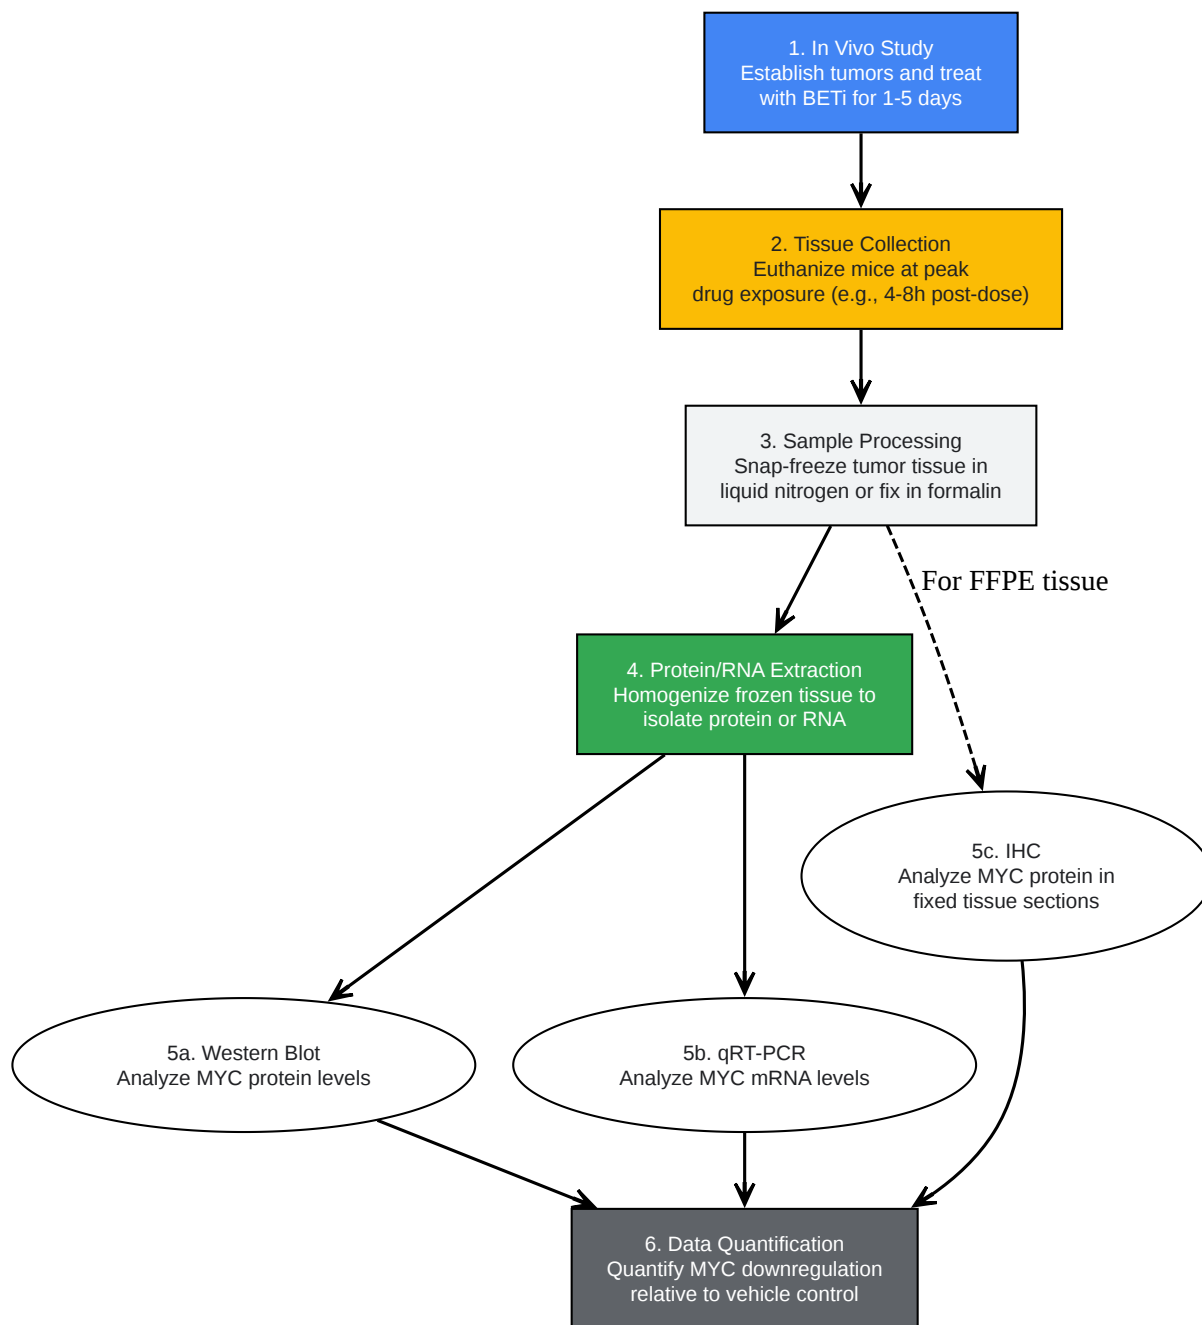 1. In Vivo Study
Establish tumors and treat
with BETi for 1-5 days
2. Tissue Collection
Euthanize mice at peak
drug exposure (e.g., 4-8h post-dose)
3. Sample Processing
Snap-freeze tumor tissue in
liquid nitrogen or fix in formalin
For FFPE tissue
4. Protein/RNA Extraction
Homogenize frozen tissue to
isolate protein or RNA
5c. IHC
Analyze MYC protein in
fixed tissue sections
5a. Western Blot
Analyze MYC protein levels
5b. qRT-PCR
Analyze MYC mRNA levels
6. Data Quantification
Quantify MYC downregulation
relative to vehicle control